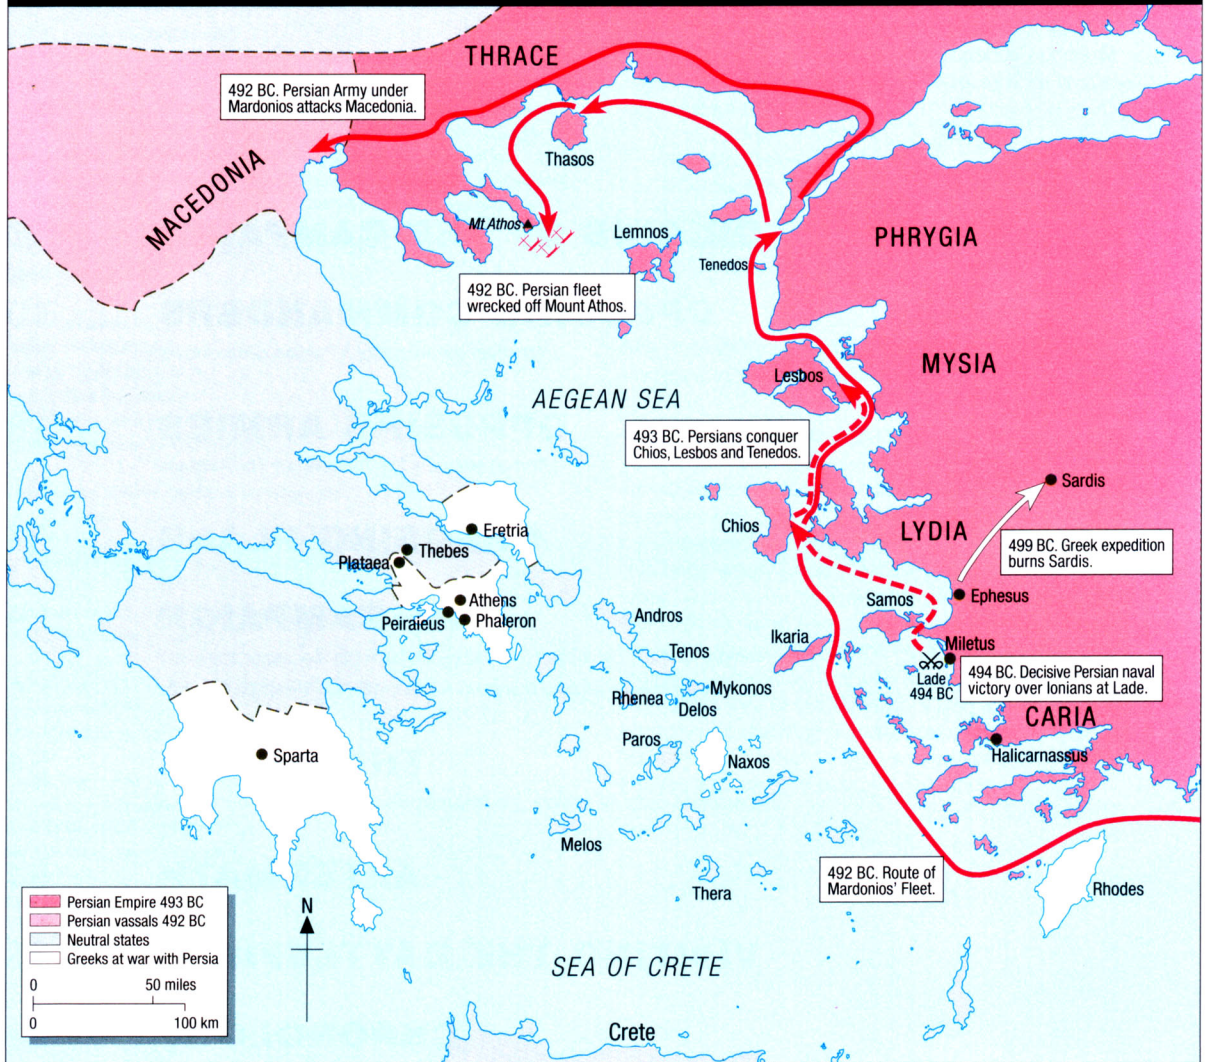 THRACE
492 BC. Persian Army under
Mardonios attacks Macedonia.
Thasos
MACEDONIA
Mt Athos
Lemnos
PHRYGIA
Tenedos
492 BC. Persian fleet
wrecked off Mount Athos.
MYSIA
Lesbos
AEGEAN SEA
493 BC. Persians conquer
Chios, Lesbos and Tenedos.
Sardis
Chios
LYDIA
Eretria
499 BC. Greek expedition
burns Sardis.
Thebes
Plataea
Ephesus
Athens
Samos
Peiraieus
Phaleron
Andros
Ikaria
Miletus
Tenos
Lade
494 BC
494 BC. Decisive Persian naval
victory over Ionians at Lade.
Mykonos
Rhenea
Delos
CARIA
Paros
Sparta
Halicarnassus
Naxos
Melos
492 BC. Route of
Mardonios' Fleet.
Thera
Rhodes
Persian Empire 493 BC
Persian vassals 492 BC
Neutral states
Greeks at war with Persia
0
50 miles
0
100 km
N
SEA OF CRETE
Crete